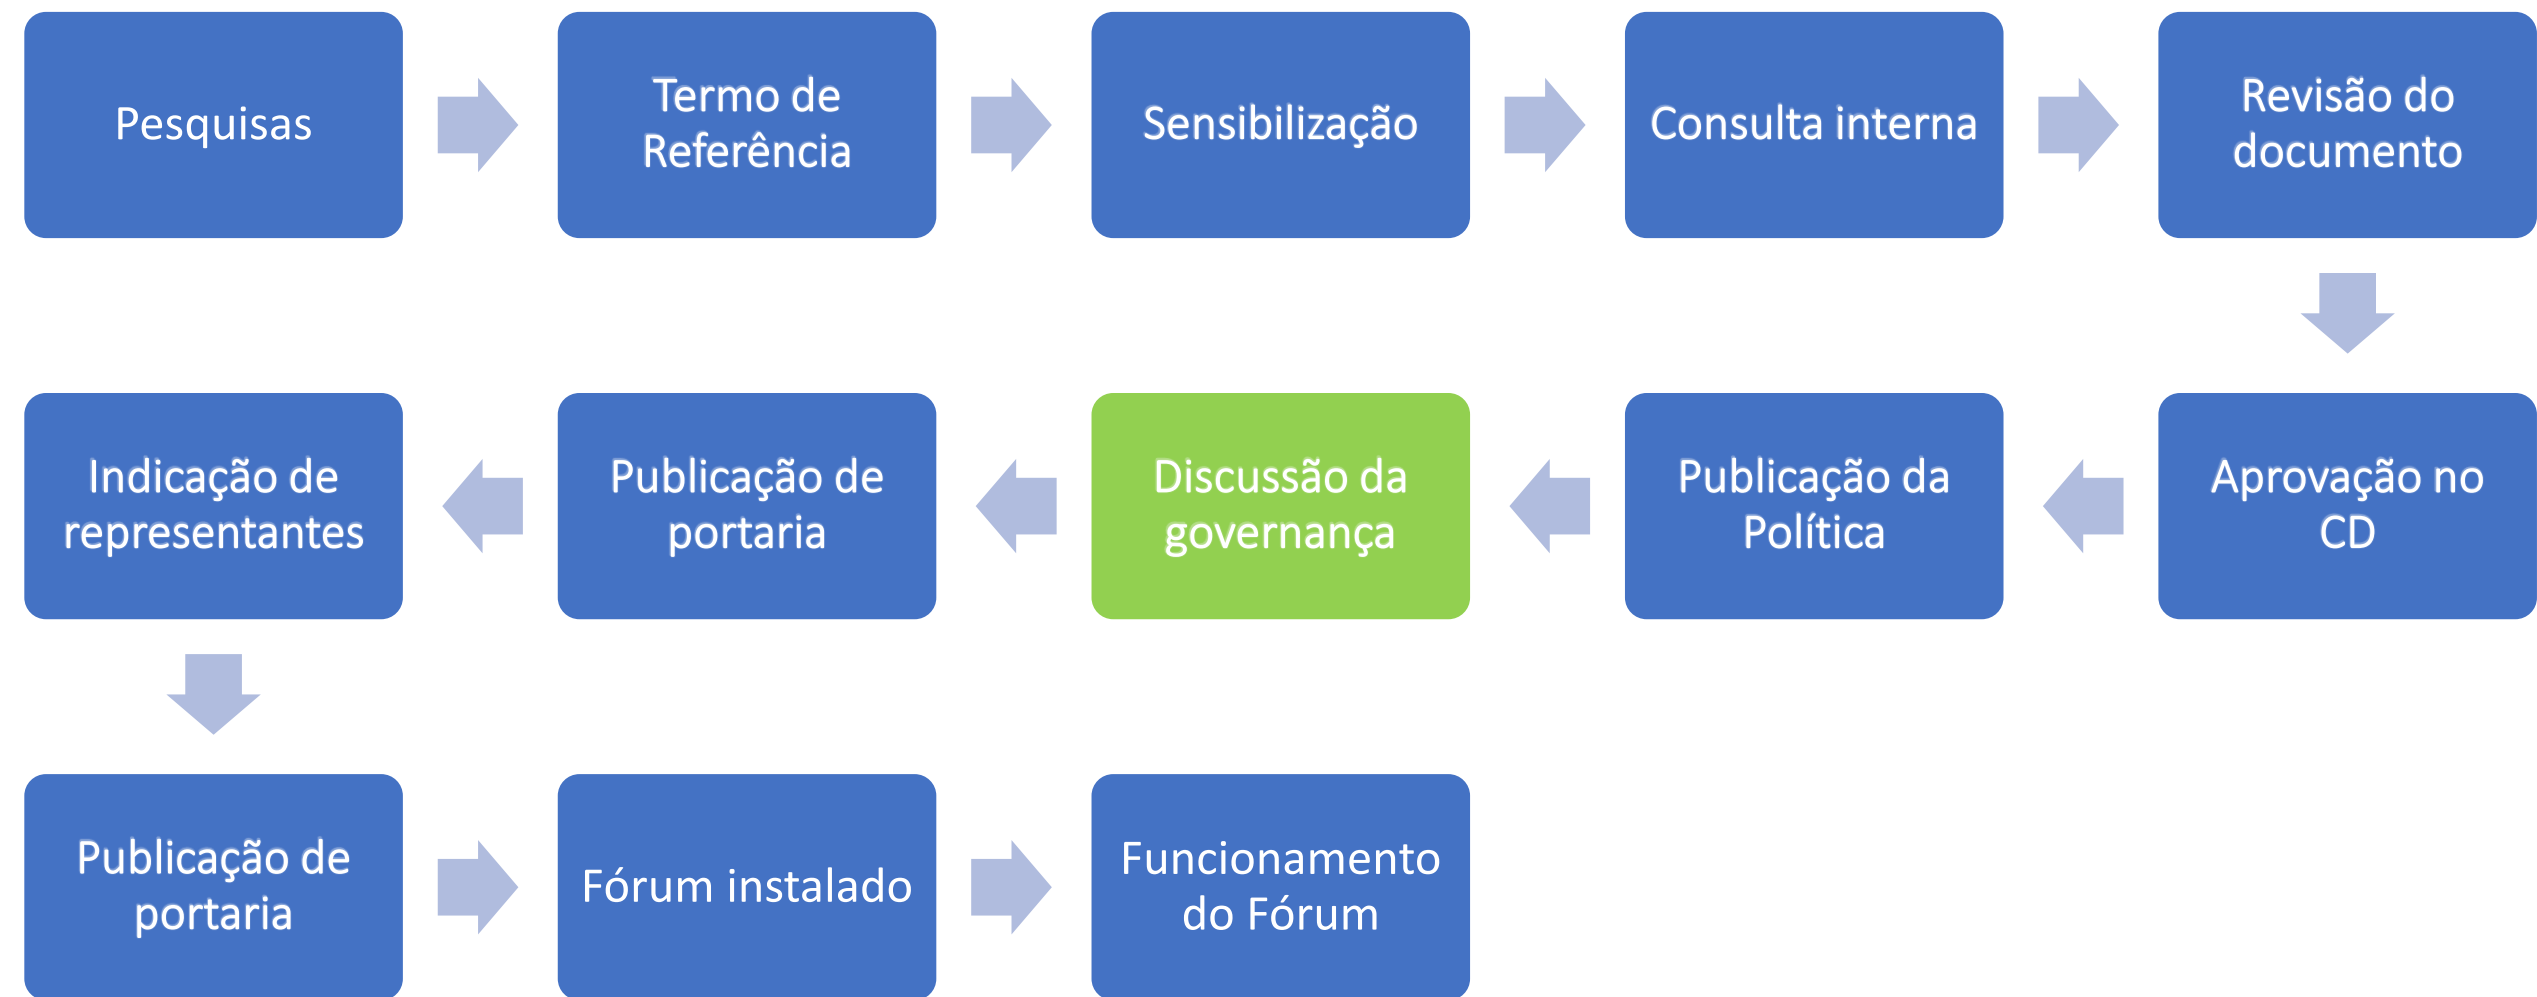 Pesquisas
Termo de
Referência
Sensibilização
Consulta interna
Revisão do
documento
Aprovação no
CD
Publicação da
Política
Discussão da
governança
Publicação de
portaria
Indicação de
representantes
Publicação de
portaria
Fórum instalado
Funcionamento
do Fórum